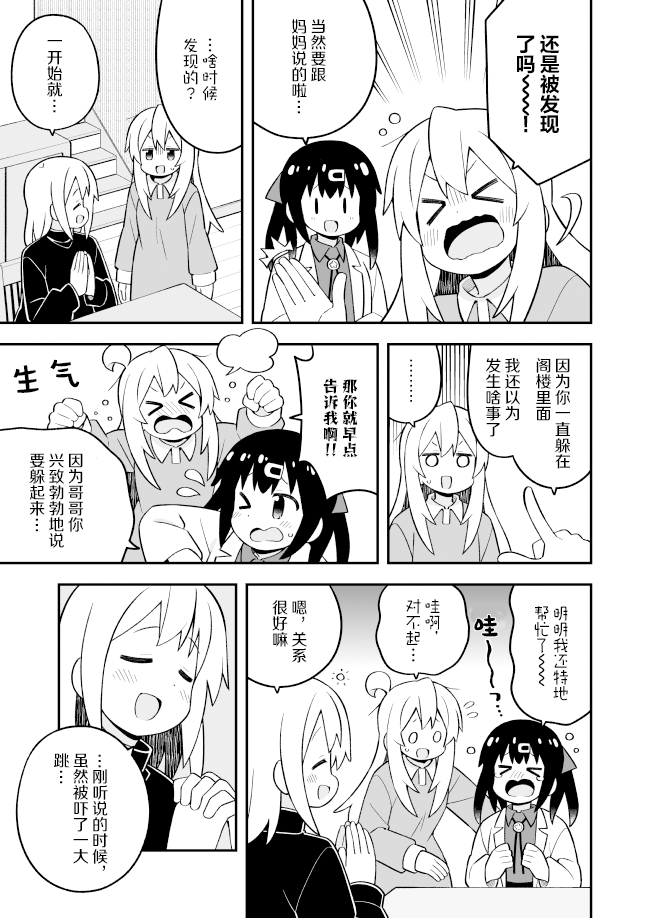 还是被发现
了吗～～！
当然要跟
妈妈说的啦…
…啥时候
发现的？
一开始就…
因为你一直躲在
阁楼里面
我还以为
发生啥事了
………
那你就早点
告诉我啊!!
生气
因为哥哥你
兴致勃勃地说
要躲起来…
明明我还特地
帮忙了～～
哇～～…?
哇啊，
对不起…
嗯，关系
很好嘛
…刚听说的时候，
虽然被吓了一大
跳…